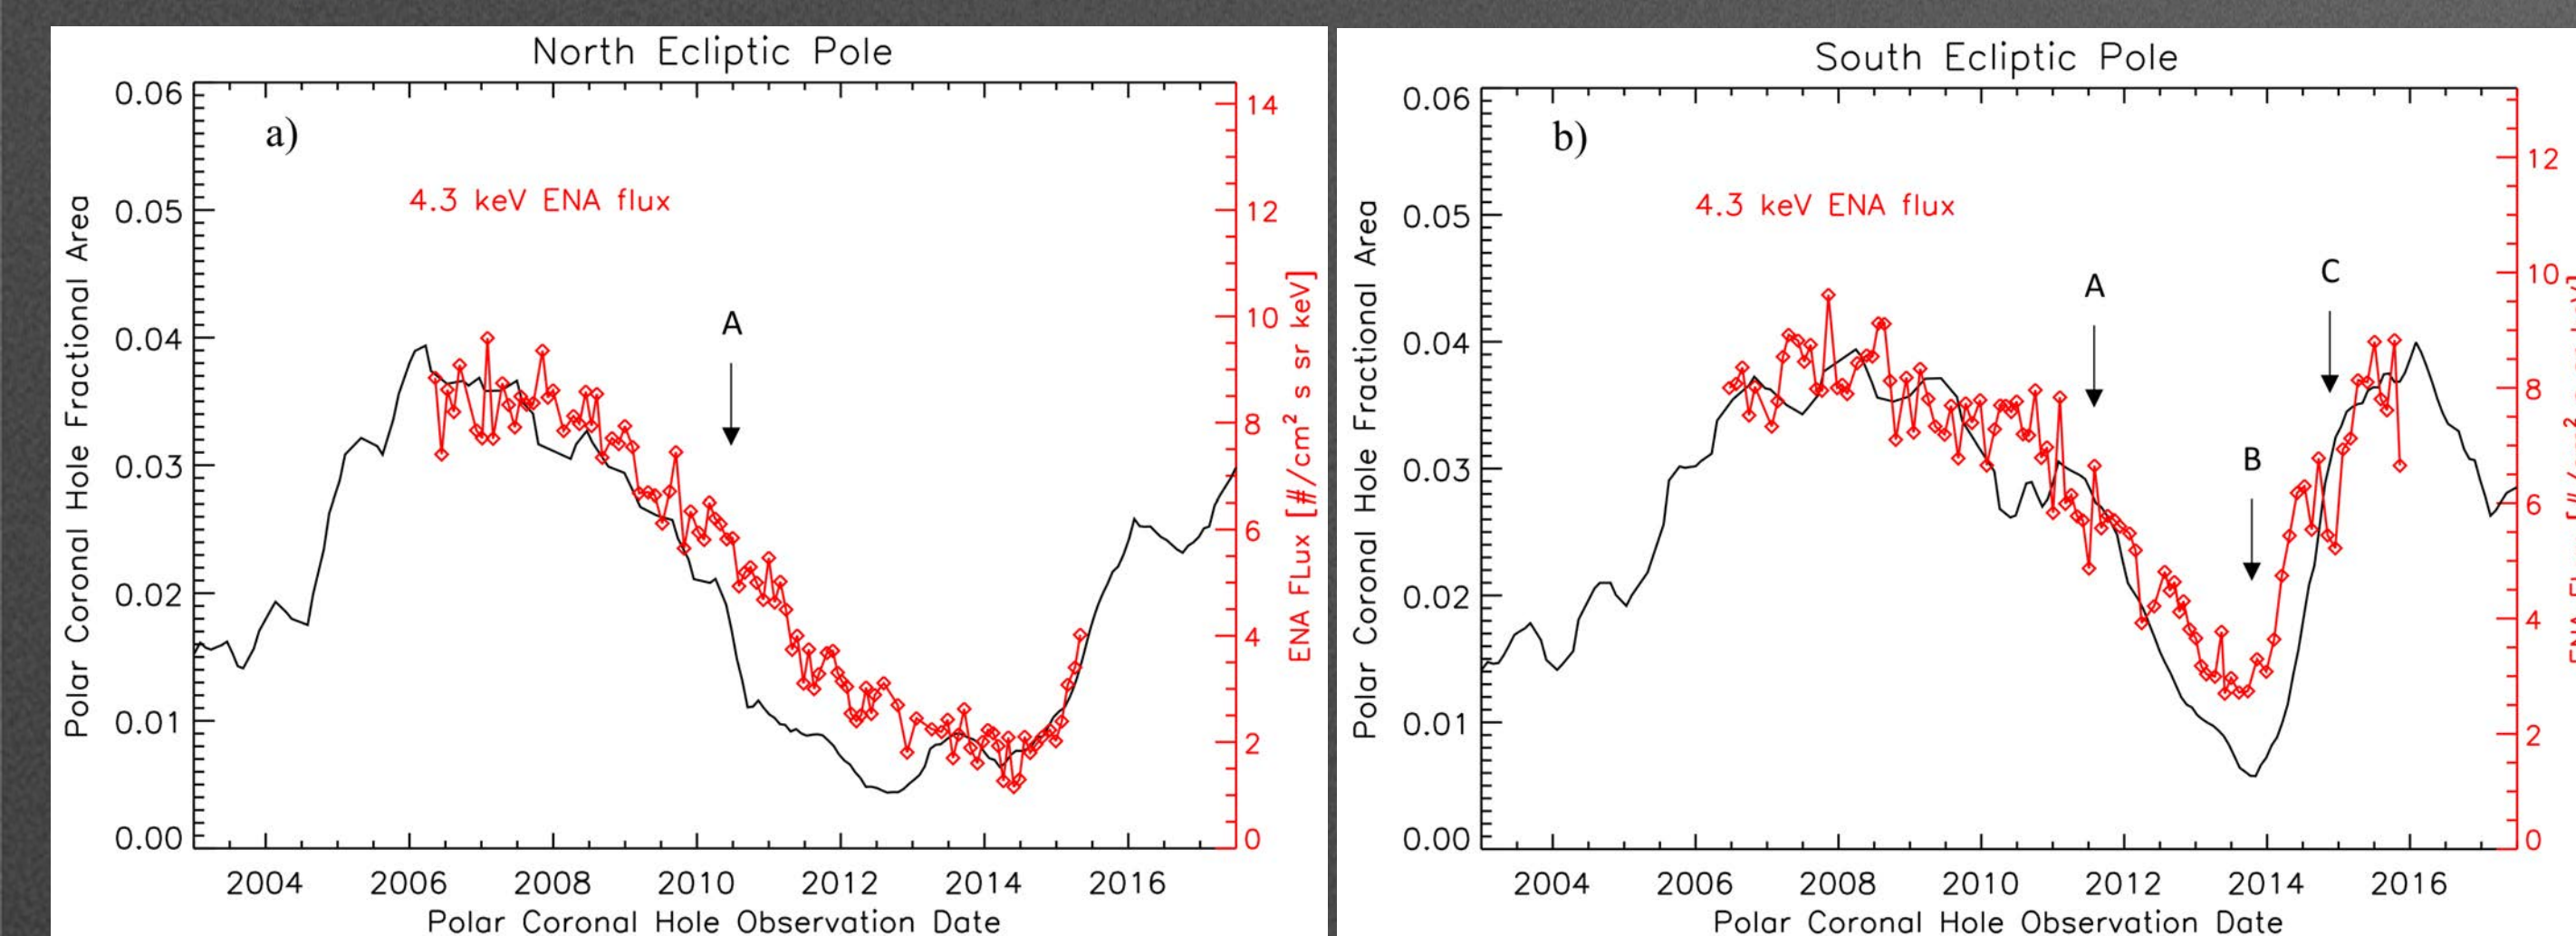 North Ecliptic Pole
a)
4.3 keV ENA flux
A
0.06
0.05
0.04
0.03
0.02
0.01
0.00
Polar Coronal Hole Fractional Area
14
12
10
8
6
4
2
0
ENA FLux [#/cm² s sr keV]
2004 2006 2008 2010 2012 2014 2016
Polar Coronal Hole Observation Date
South Ecliptic Pole
b)
4.3 keV ENA flux
A
B
C
0.06
0.05
0.04
0.03
0.02
0.01
0.00
Polar Coronal Hole Fractional Area
12
10
8
6
4
2
0
2004 2006 2008 2010 2012 2014 2016
Polar Coronal Hole Observation Date